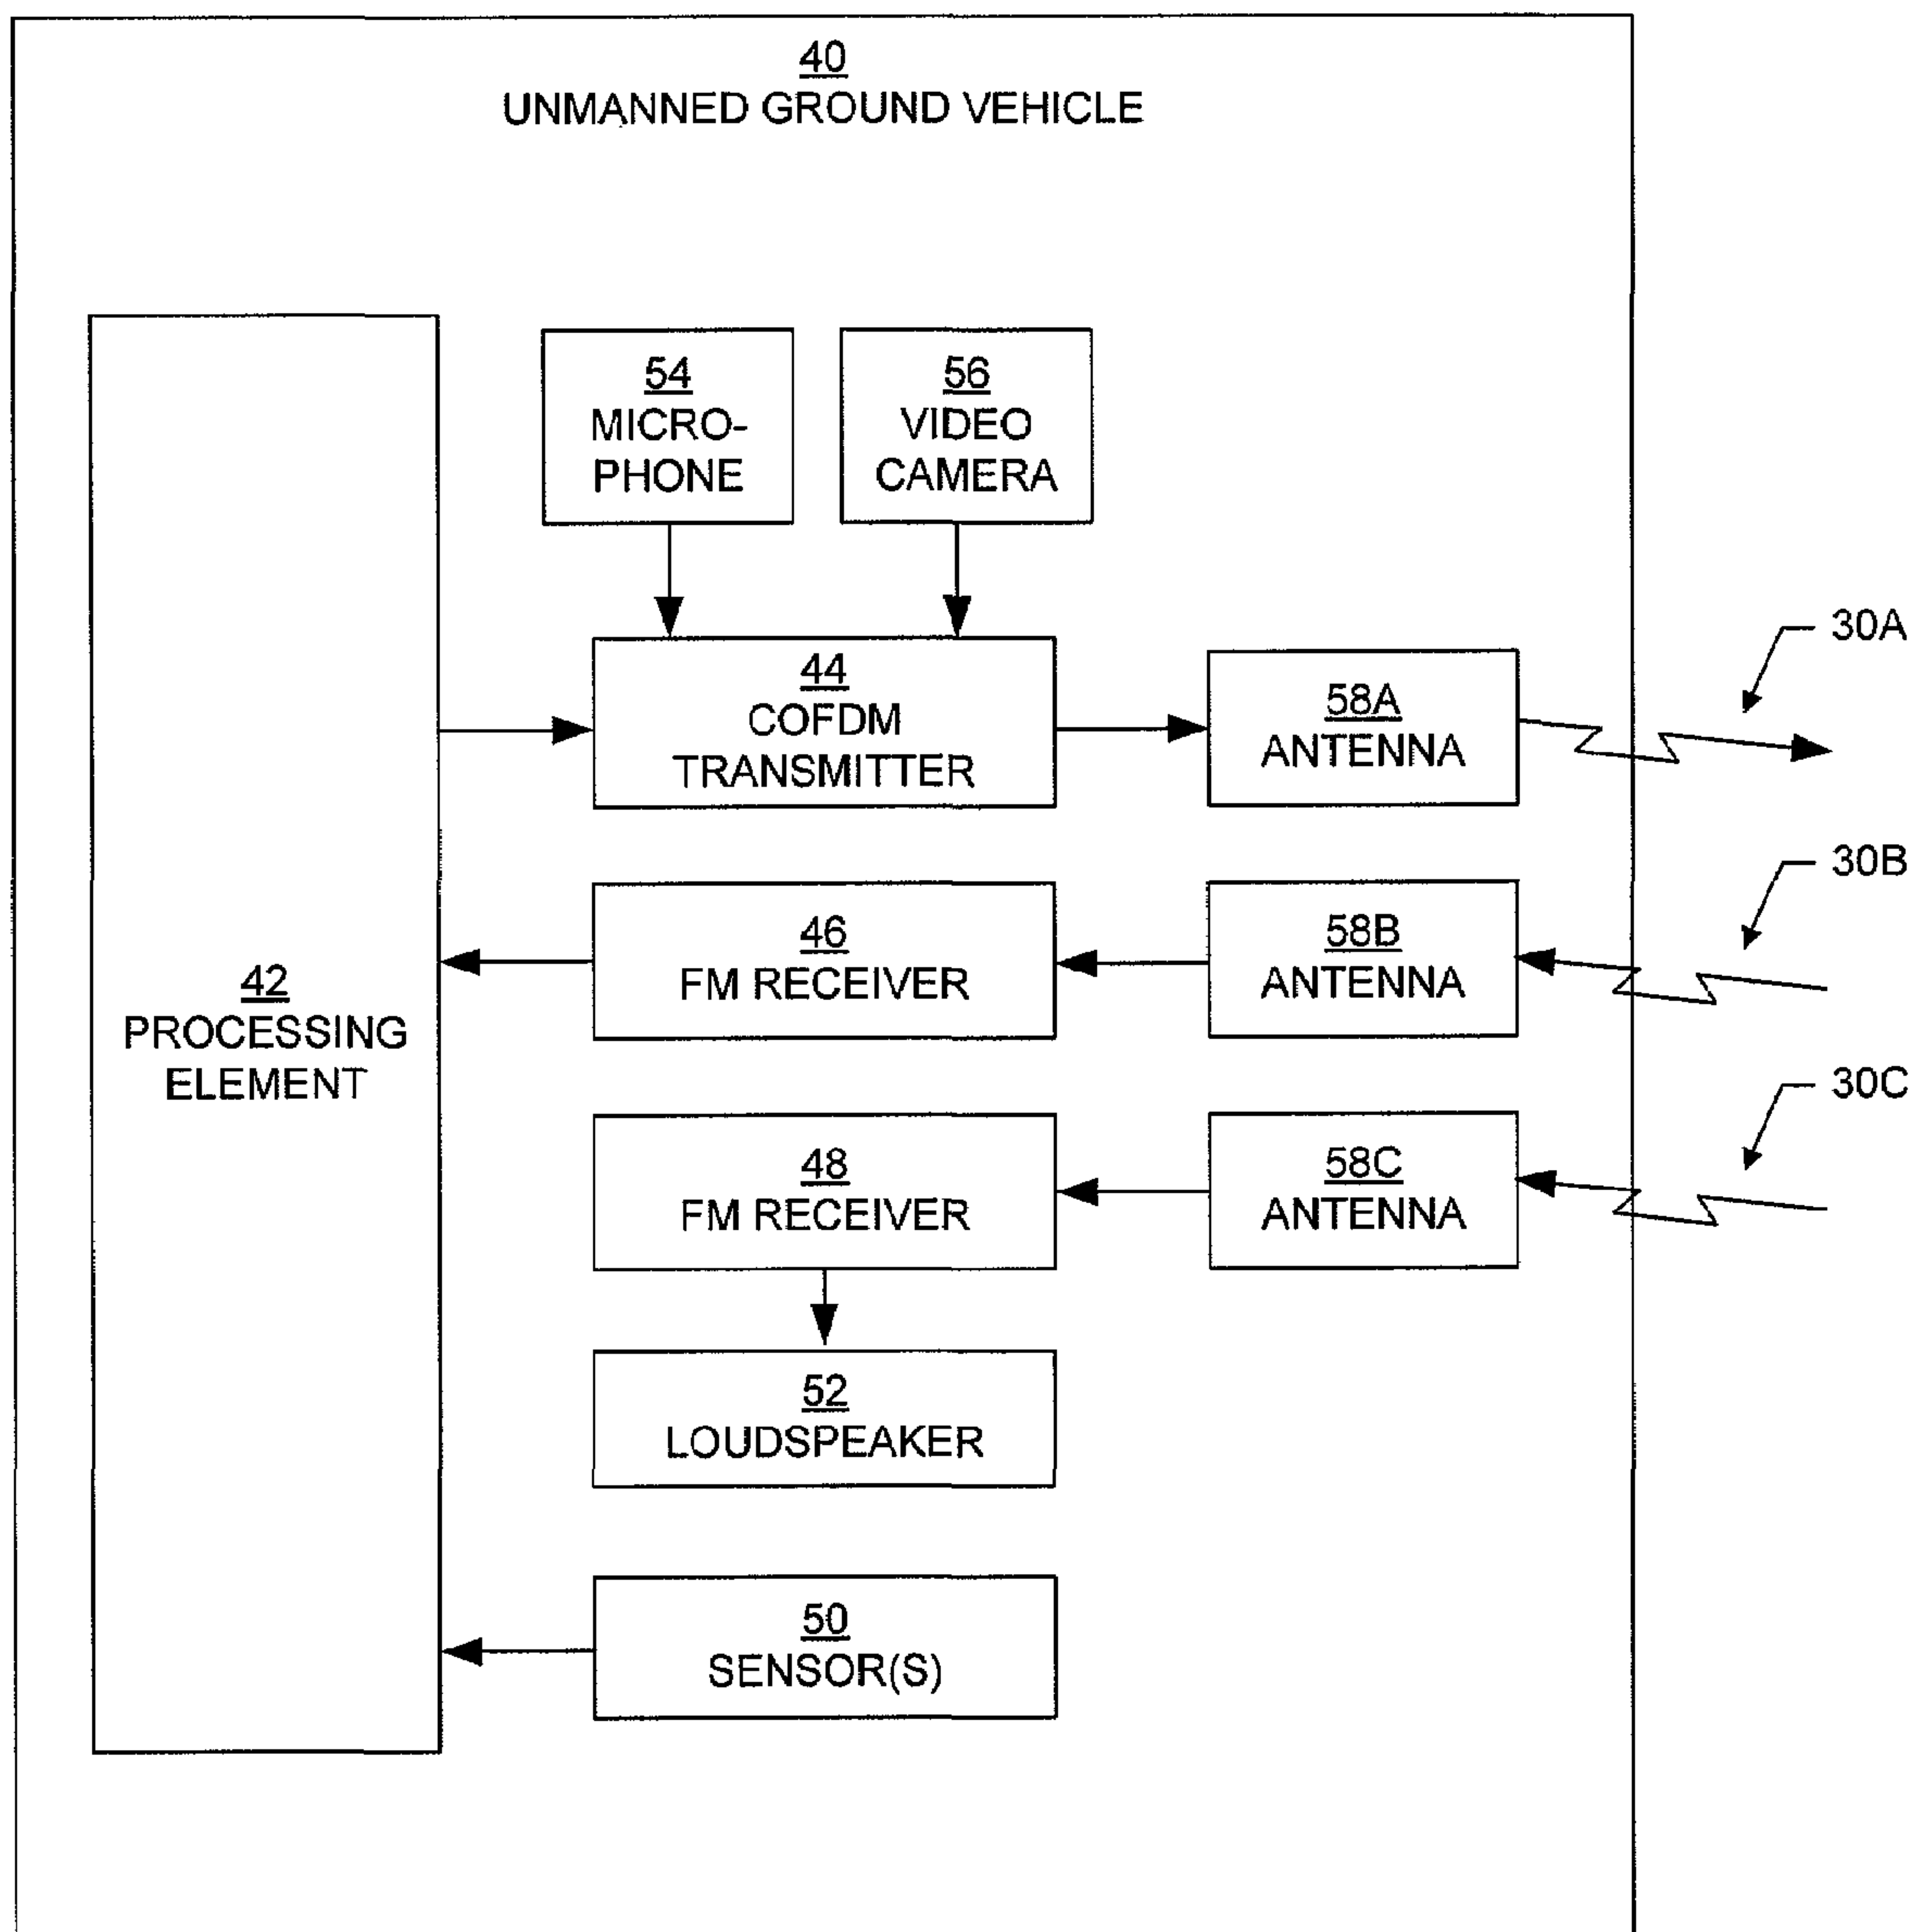 40
UNMANNED GROUND VEHICLE
54
MICRO-
PHONE
56
VIDEO
CAMERA
30A
44
COFDM
TRANSMITTER
58A
ANTENNA
30B
46
FM RECEIVER
58B
ANTENNA
42
PROCESSING
ELEMENT
30C
48
FM RECEIVER
58C
ANTENNA
52
LOUDSPEAKER
50
SENSOR(S)